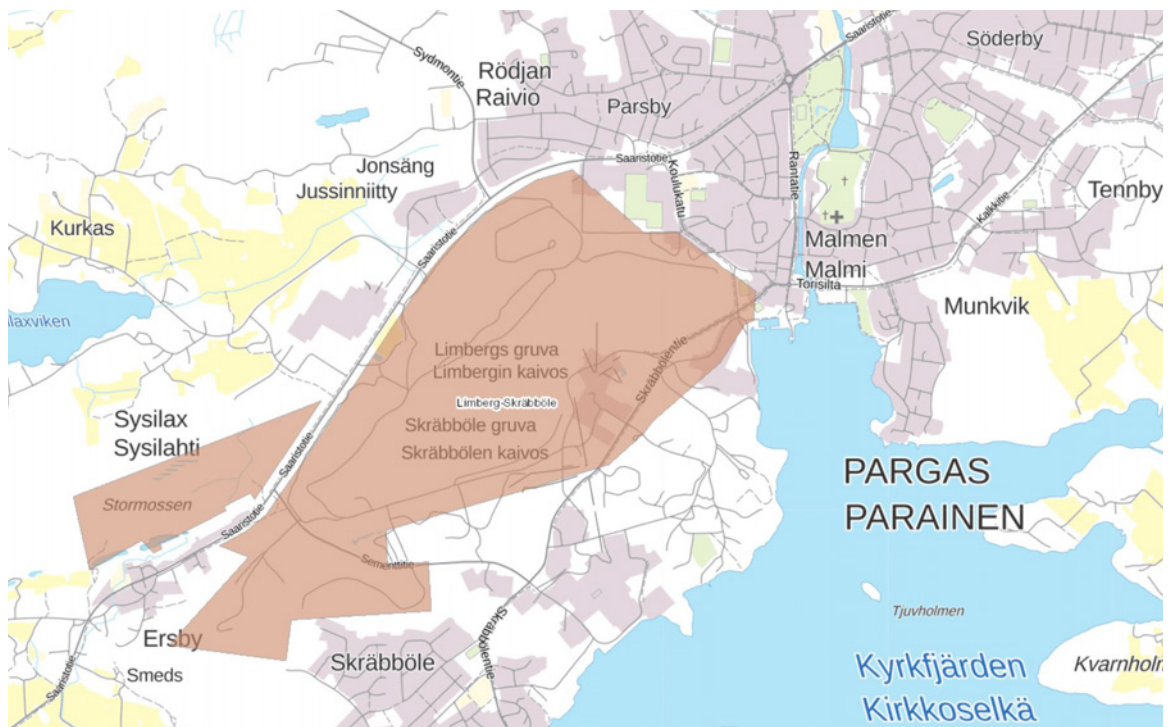 Saaristotie
Söderby
Sydmontie
Rödjan
Raivio
Parsby
Saaristotie
Koulukatu
Rantatie
Jonsäng
Jussinniitty
Kalkkitie
Tennby
Kurkas
Malmen
Malmi
Torisilta
Saaristotie
Munkvik
laxviken
Limbergs gruva
Limbergin kaivos
Skräbbölentie
Limberg-Skräbböle
Skräbböle gruva
Skräbbölen kaivos
Sysilax
Sysilahti
Saaristotie
PARGAS
PARAINEN
Stormossen
Saaristotie
Sementtitie
Tjuvholmen
Skräbbölentie
Ersby
Smeds
Skräbböle
Saaristotie
Kyrkfjärden
Kirkkoselkä
Kvarnholm